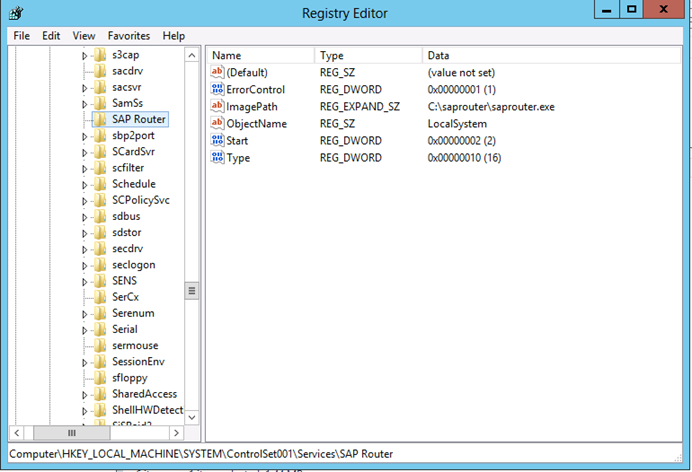 Registry Editor
File Edit View Favorites Help
s3cap
sacdrv
sacsvr
SamSs
SAP Router
sbp2port
SCardSvr
scfilter
Schedule
SCPolicySvc
sdbus
sdstor
secdrv
seclogon
SENS
SerCx
Serenum
Serial
sermouse
SessionEnv
sfloppy
SharedAccess
ShellHWDetect
Name Type Data
(Default) REG_SZ (value not set)
ErrorControl REG_DWORD 0x00000001 (1)
ImagePath REG_EXPAND_SZ C:\saprouter\saprouter.exe
ObjectName REG_SZ LocalSystem
Start REG_DWORD 0x00000002 (2)
Type REG_DWORD 0x00000010 (16)
Computer\HKEY_LOCAL_MACHINE\SYSTEM\ControlSet001\Services\SAP Router